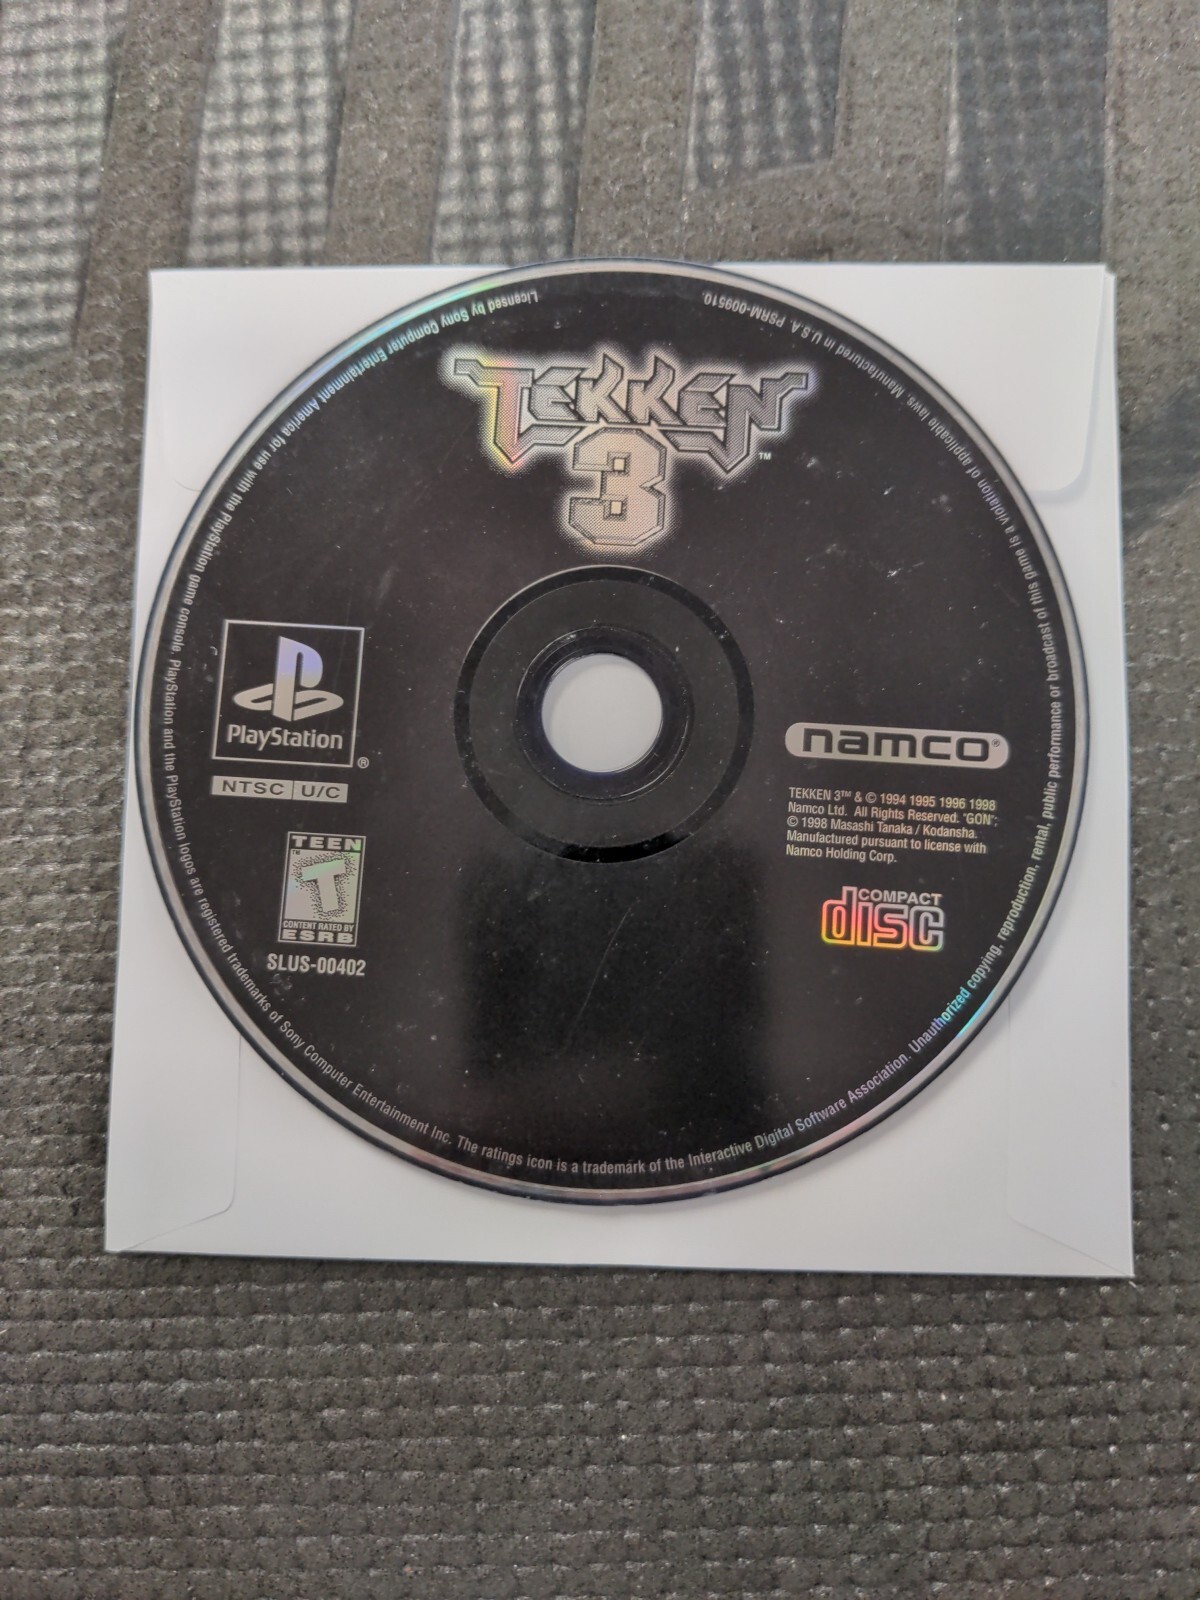 TEKKEN
3
™
PlayStation
®
NTSC U/C
TEEN
™
T
CONTENT RATED BY
ESRB
SLUS-00402
namco®
TEKKEN 3™ & © 1994 1995 1996 1998
Namco Ltd. All Rights Reserved. "GON";
© 1998 Masashi Tanaka / Kodansha.
Manufactured pursuant to license with
Namco Holding Corp.
COMPACT
disc
Licensed by Sony Computer Entertainment America for use with the PlayStation game console. PlayStation and the PlayStation logos are registered trademarks of Sony Computer Entertainment Inc. The ratings icon is a trademark of the Interactive Digital Software Association. Unauthorized copying, reproduction, rental, public performance or broadcast of this game is a violation of applicable laws. Manufactured in U.S.A. PSRM-009510.